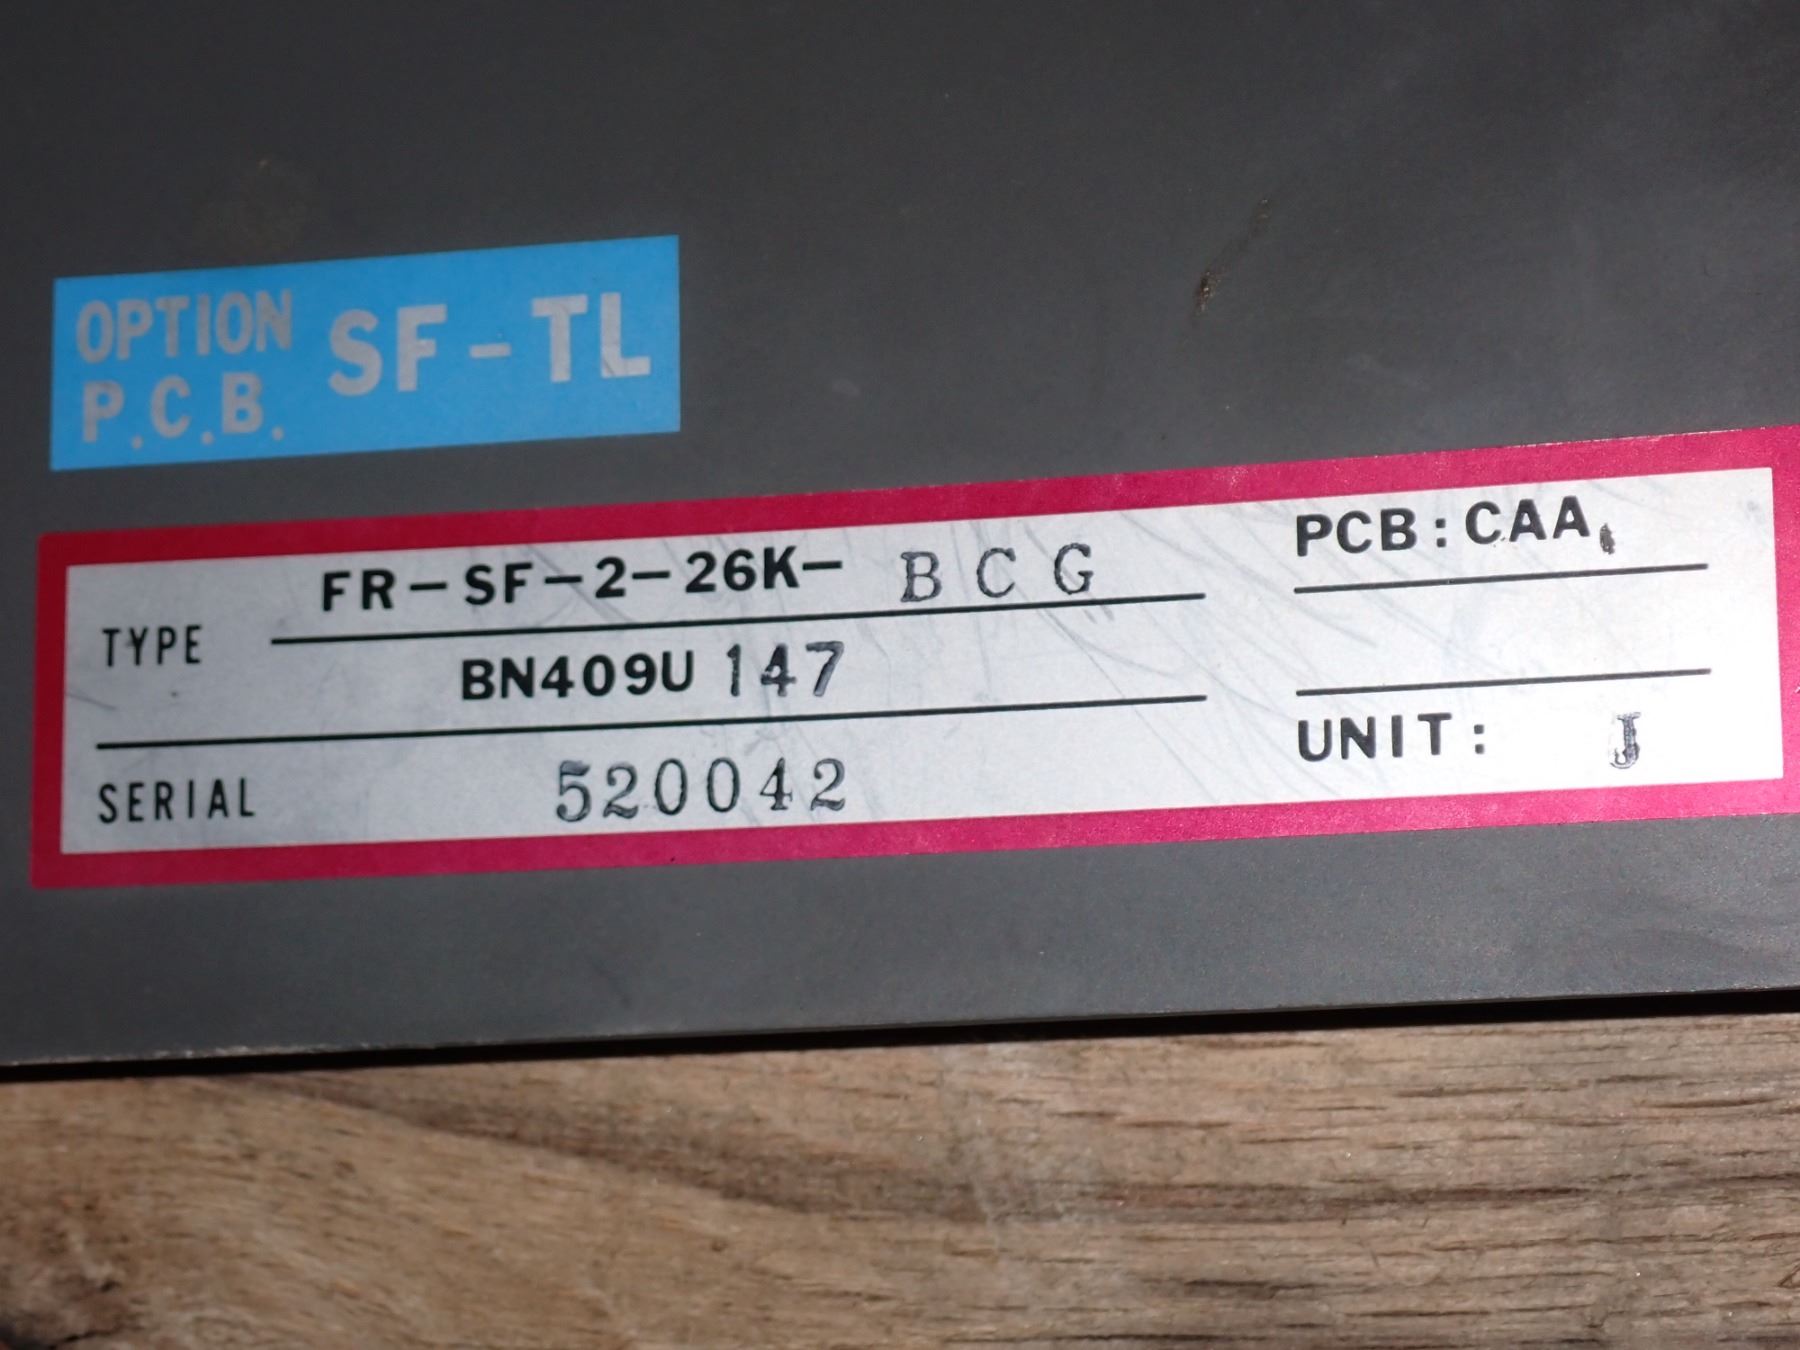 OPTION P.C.B. SF-TL
FR-SF-2-26K- BCG
TYPE
BN409U 147
SERIAL 520042
PCB: CAA,
UNIT: J